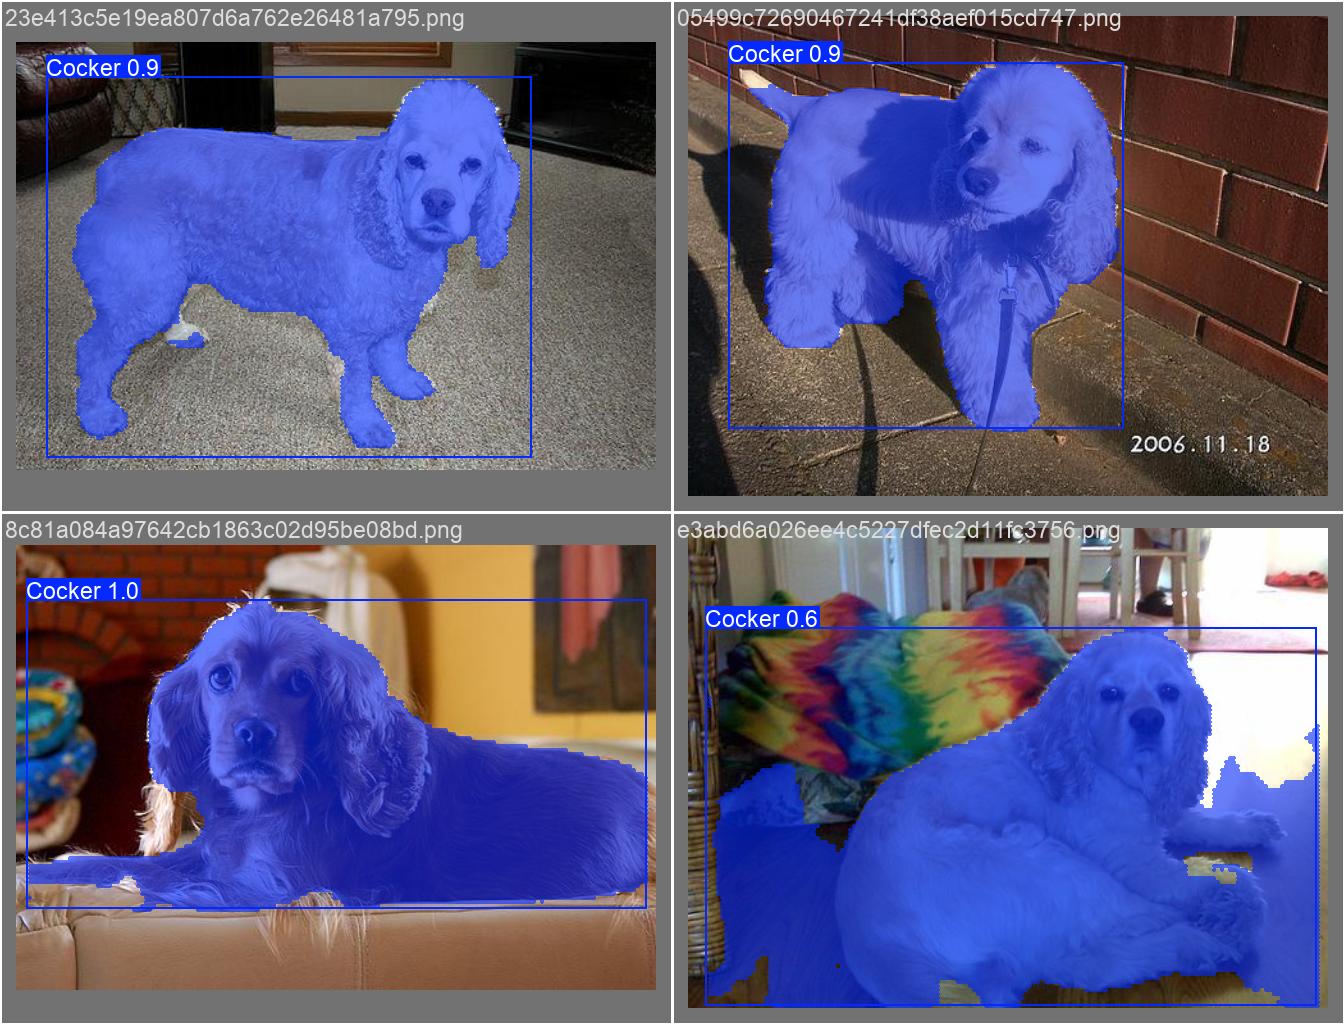 23e413c5e19ea807d6a762e26481a795.png
Cocker 0.9
05499c72690467241df38aef015cd747.png
Cocker 0.9
2006.11.18
8c81a084a97642cb1863c02d95be08bd.png
Cocker 1.0
e3abd6a026ee4c5227dfec2d11fc3756.png
Cocker 0.6